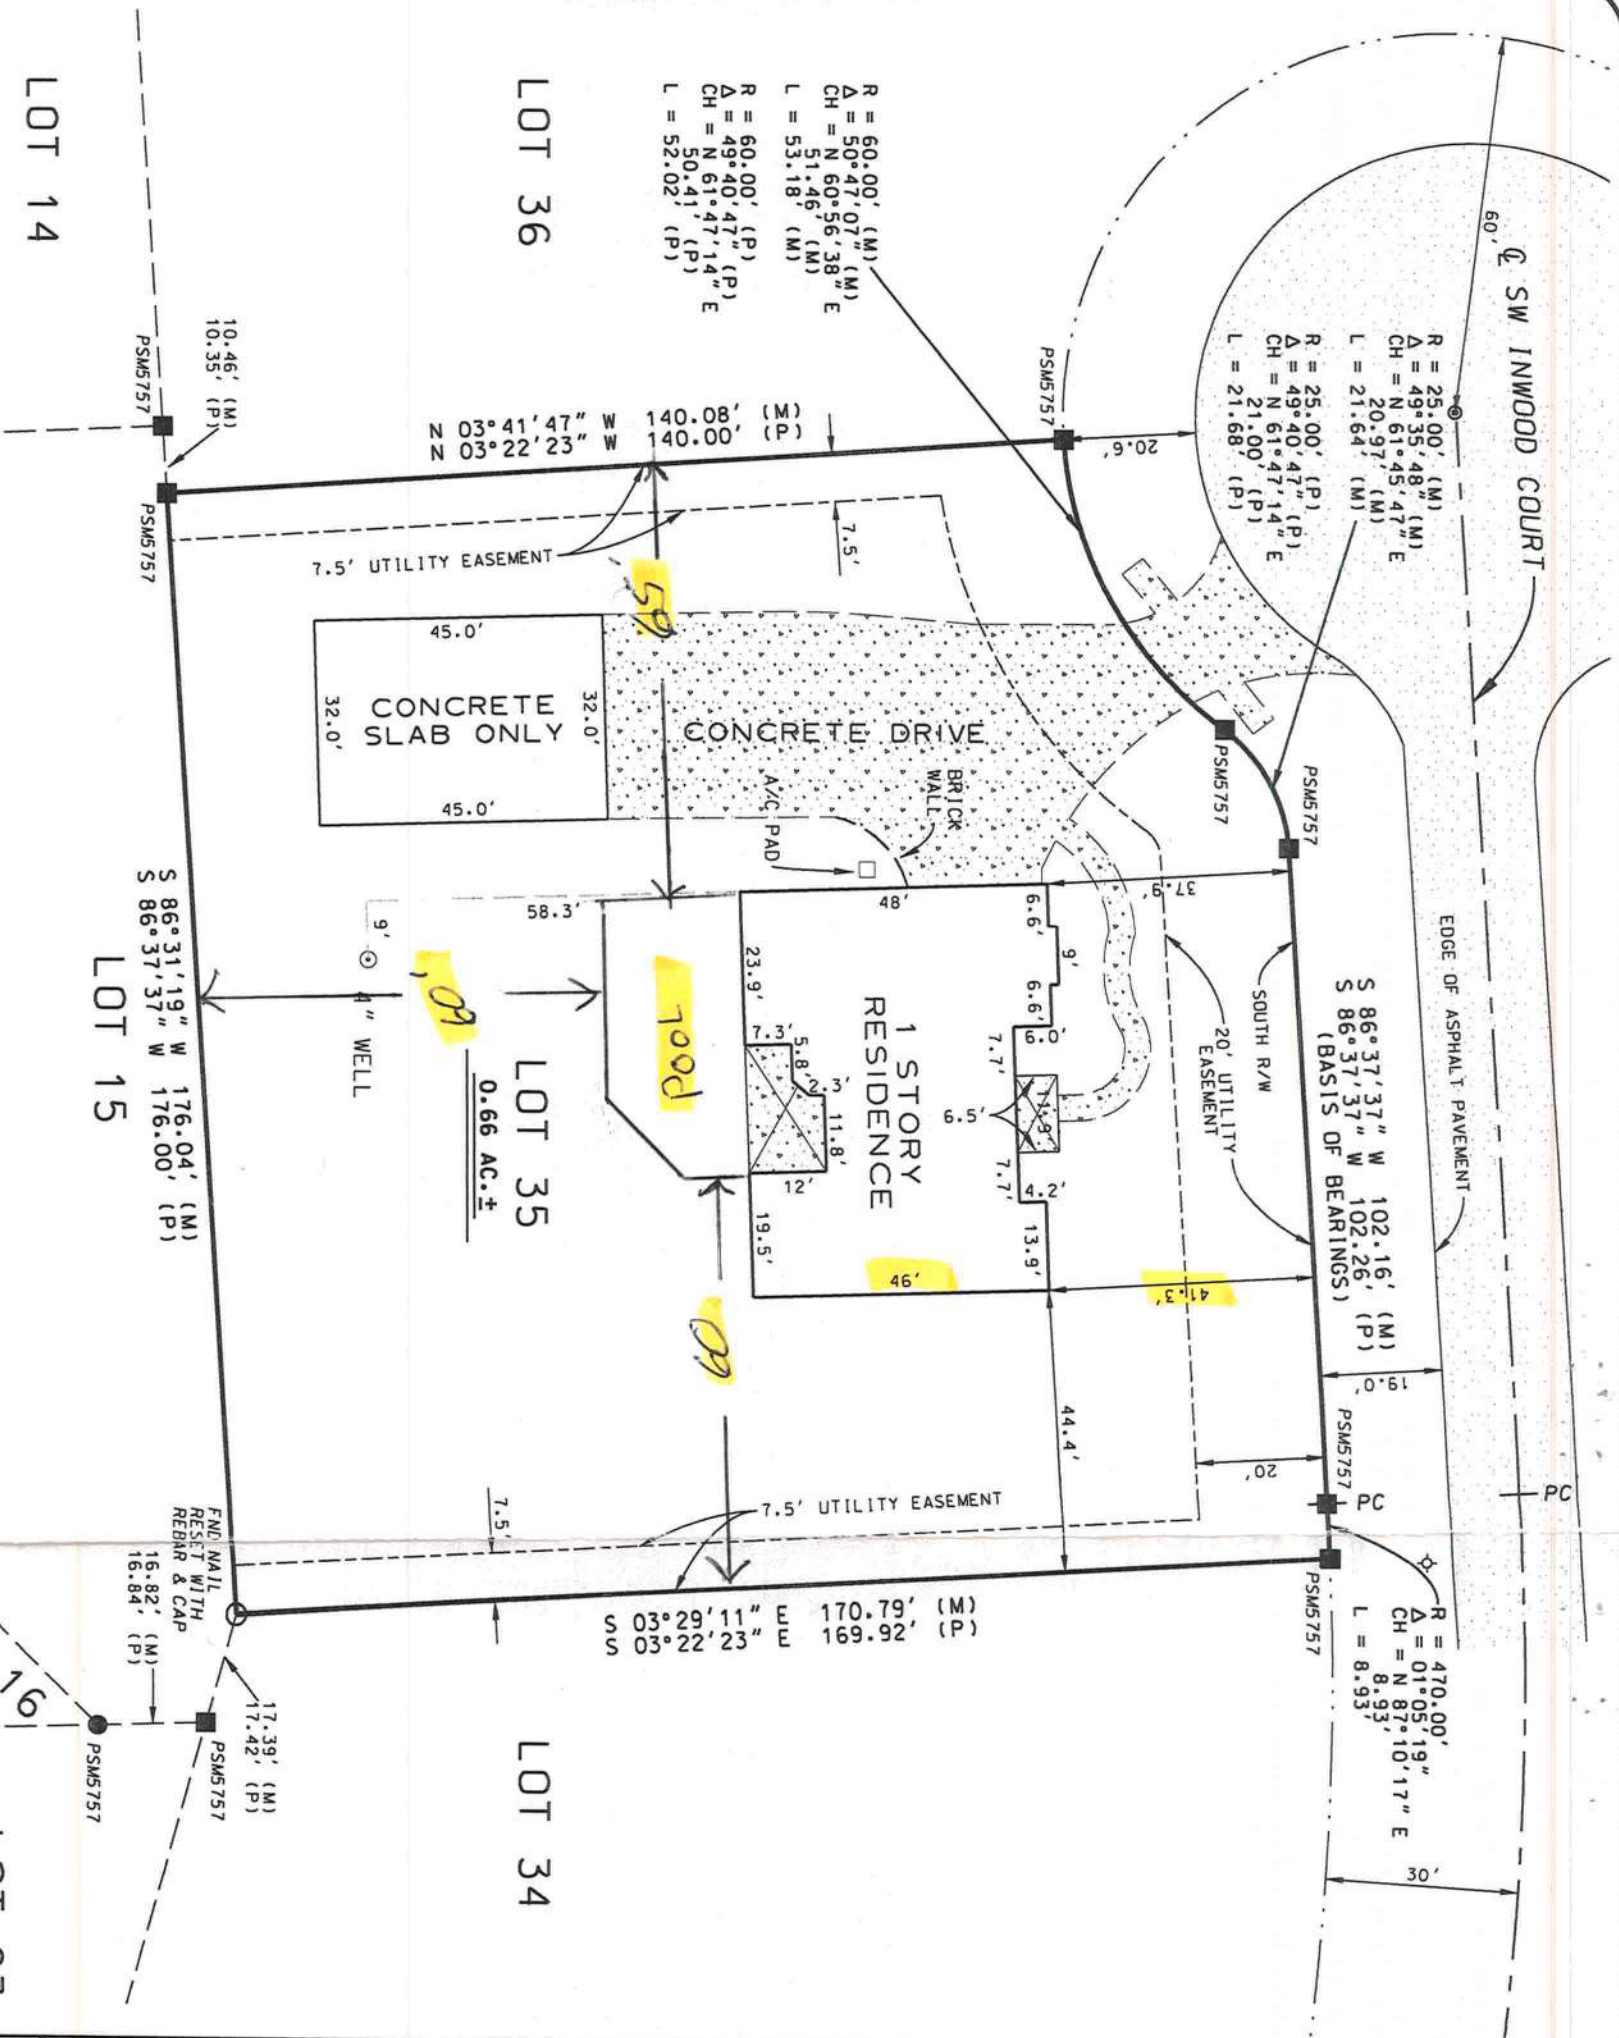 60'
℄ SW INWOOD COURT
R = 25.00' (M)
Δ = 49°35'48" (M)
CH = N 61°45'47" E
20.97' (M)
L = 21.64' (M)
R = 25.00' (P)
Δ = 49°40'47" (P)
CH = N 61°47'14" E
21.00' (P)
L = 21.68' (P)
R = 60.00' (M)
Δ = 50°47'07" (M)
CH = N 60°56'38" E
51.46' (M)
L = 53.18' (M)
R = 60.00' (P)
Δ = 49°40'47" (P)
CH = N 61°47'14" E
50.41' (P)
L = 52.02' (P)
LOT 36
LOT 14
10.46' (M)
10.35' (P)
PSM5757
PSM5757
PSM5757
20.6'
N 03°41'47" W 140.08' (M)
N 03°22'23" W 140.00' (P)
7.5' UTILITY EASEMENT
7.5'
59'
45.0'
32.0'
CONCRETE
SLAB ONLY
32.0'
45.0'
CONCRETE DRIVE
BRICK
WALL
A/C PAD
PSM5757
PSM5757
37.9'
EDGE OF ASPHALT PAVEMENT
SOUTH R/W
20' UTILITY
EASEMENT
S 86°37'37" W 102.16' (M)
S 86°37'37" W 102.26' (P)
(BASIS OF BEARINGS)
48'
6.6'
9'
6.6'
6.0'
7.7'
6.5'
7.7'
4.2'
13.9'
1 STORY
RESIDENCE
23.9'
7.3'
5.8'
2.3'
11.8'
12'
19.5'
46'
41.3'
19.0'
58.3'
9'
4" WELL
60'
POOL
LOT 35
0.66 AC.±
60
44.4'
20'
PSM5757
PC
PC
7.5' UTILITY EASEMENT
7.5'
S 86°31'19" W 176.04' (M)
S 86°37'37" W 176.00' (P)
LOT 15
S 03°29'11" E 170.79' (M)
S 03°22'23" E 169.92' (P)
PSM5757
R = 470.00'
Δ = 01°05'19"
CH = N 87°10'17" E
8.93'
L = 8.93'
30'
FND NAIL
RESET WITH
REBAR & CAP
16.82' (M)
16.84' (P)
17.39' (M)
17.42' (P)
PSM5757
PSM5757
16
LOT 34